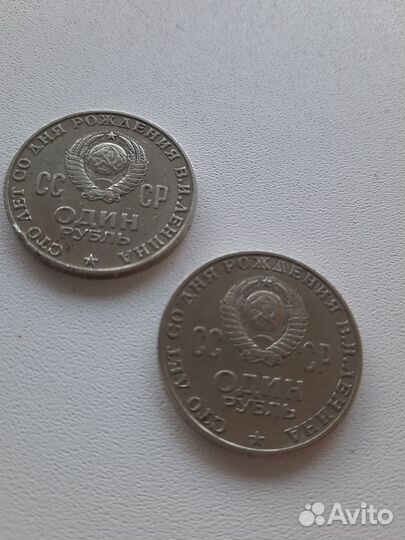 СТО ЛЕТ СО ДНЯ РОЖДЕНИЯ В.И.ЛЕНИНА
СС СР
ОДИН
РУБЛЬ
СТО ЛЕТ СО ДНЯ РОЖДЕНИЯ В.И.ЛЕНИНА
СС СР
ОДИН
РУБЛЬ
Avito